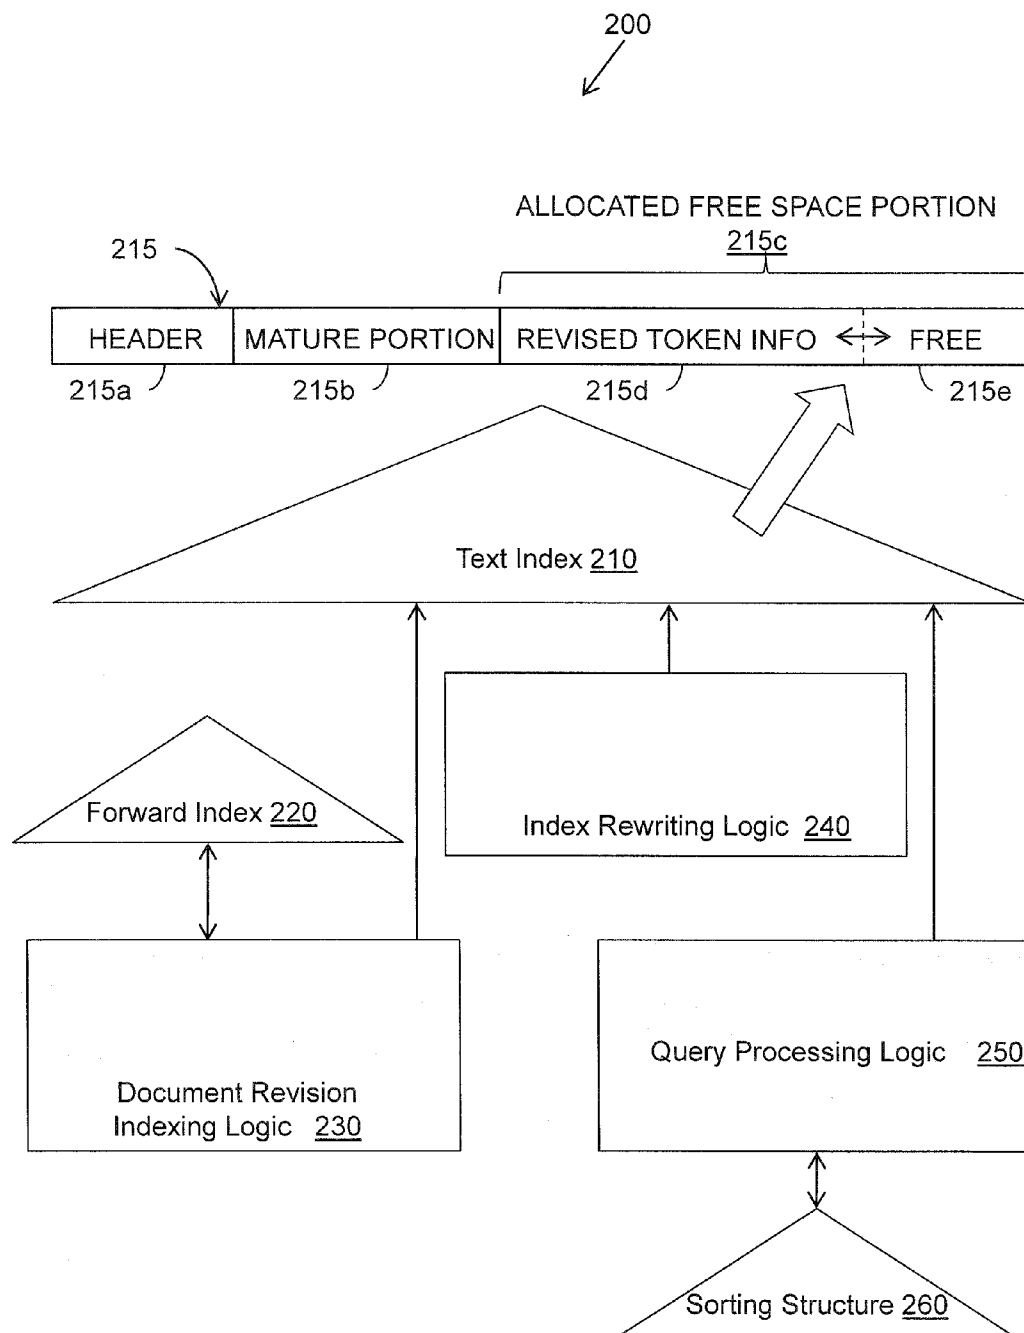 200
ALLOCATED FREE SPACE PORTION
215c
215
HEADER
MATURE PORTION
REVISED TOKEN INFO
FREE
215a
215b
215d
215e
Text Index 210
Forward Index 220
Index Rewriting Logic 240
Query Processing Logic 250
Document Revision
Indexing Logic 230
Sorting Structure 260